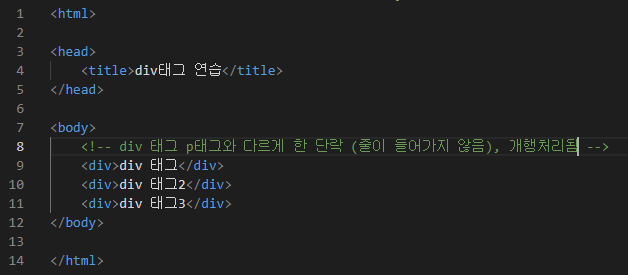 1 <html>
2
3 <head>
4 <title>div태그 연습</title>
5 </head>
6
7 <body>
8 <!-- div 태그 p태그와 다르게 한 단락 (줄이 들어가지 않음), 개행처리됨 -->
9 <div>div 태그</div>
10 <div>div 태그2</div>
11 <div>div 태그3</div>
12 </body>
13
14 </html>